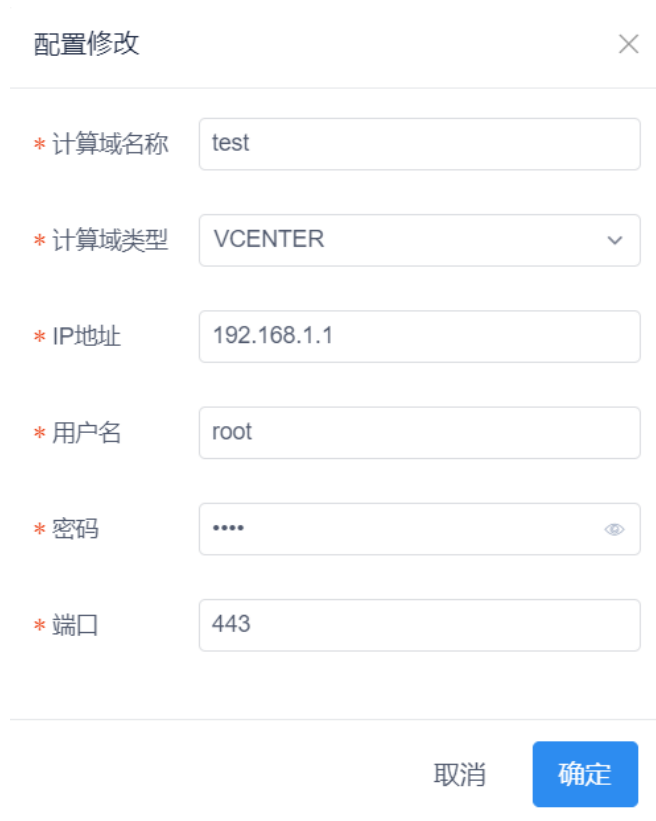 配置修改
* 计算域名称 test
* 计算域类型 VCENTER
* IP地址 192.168.1.1
* 用户名 root
* 密码 ••••
* 端口 443
取消 确定